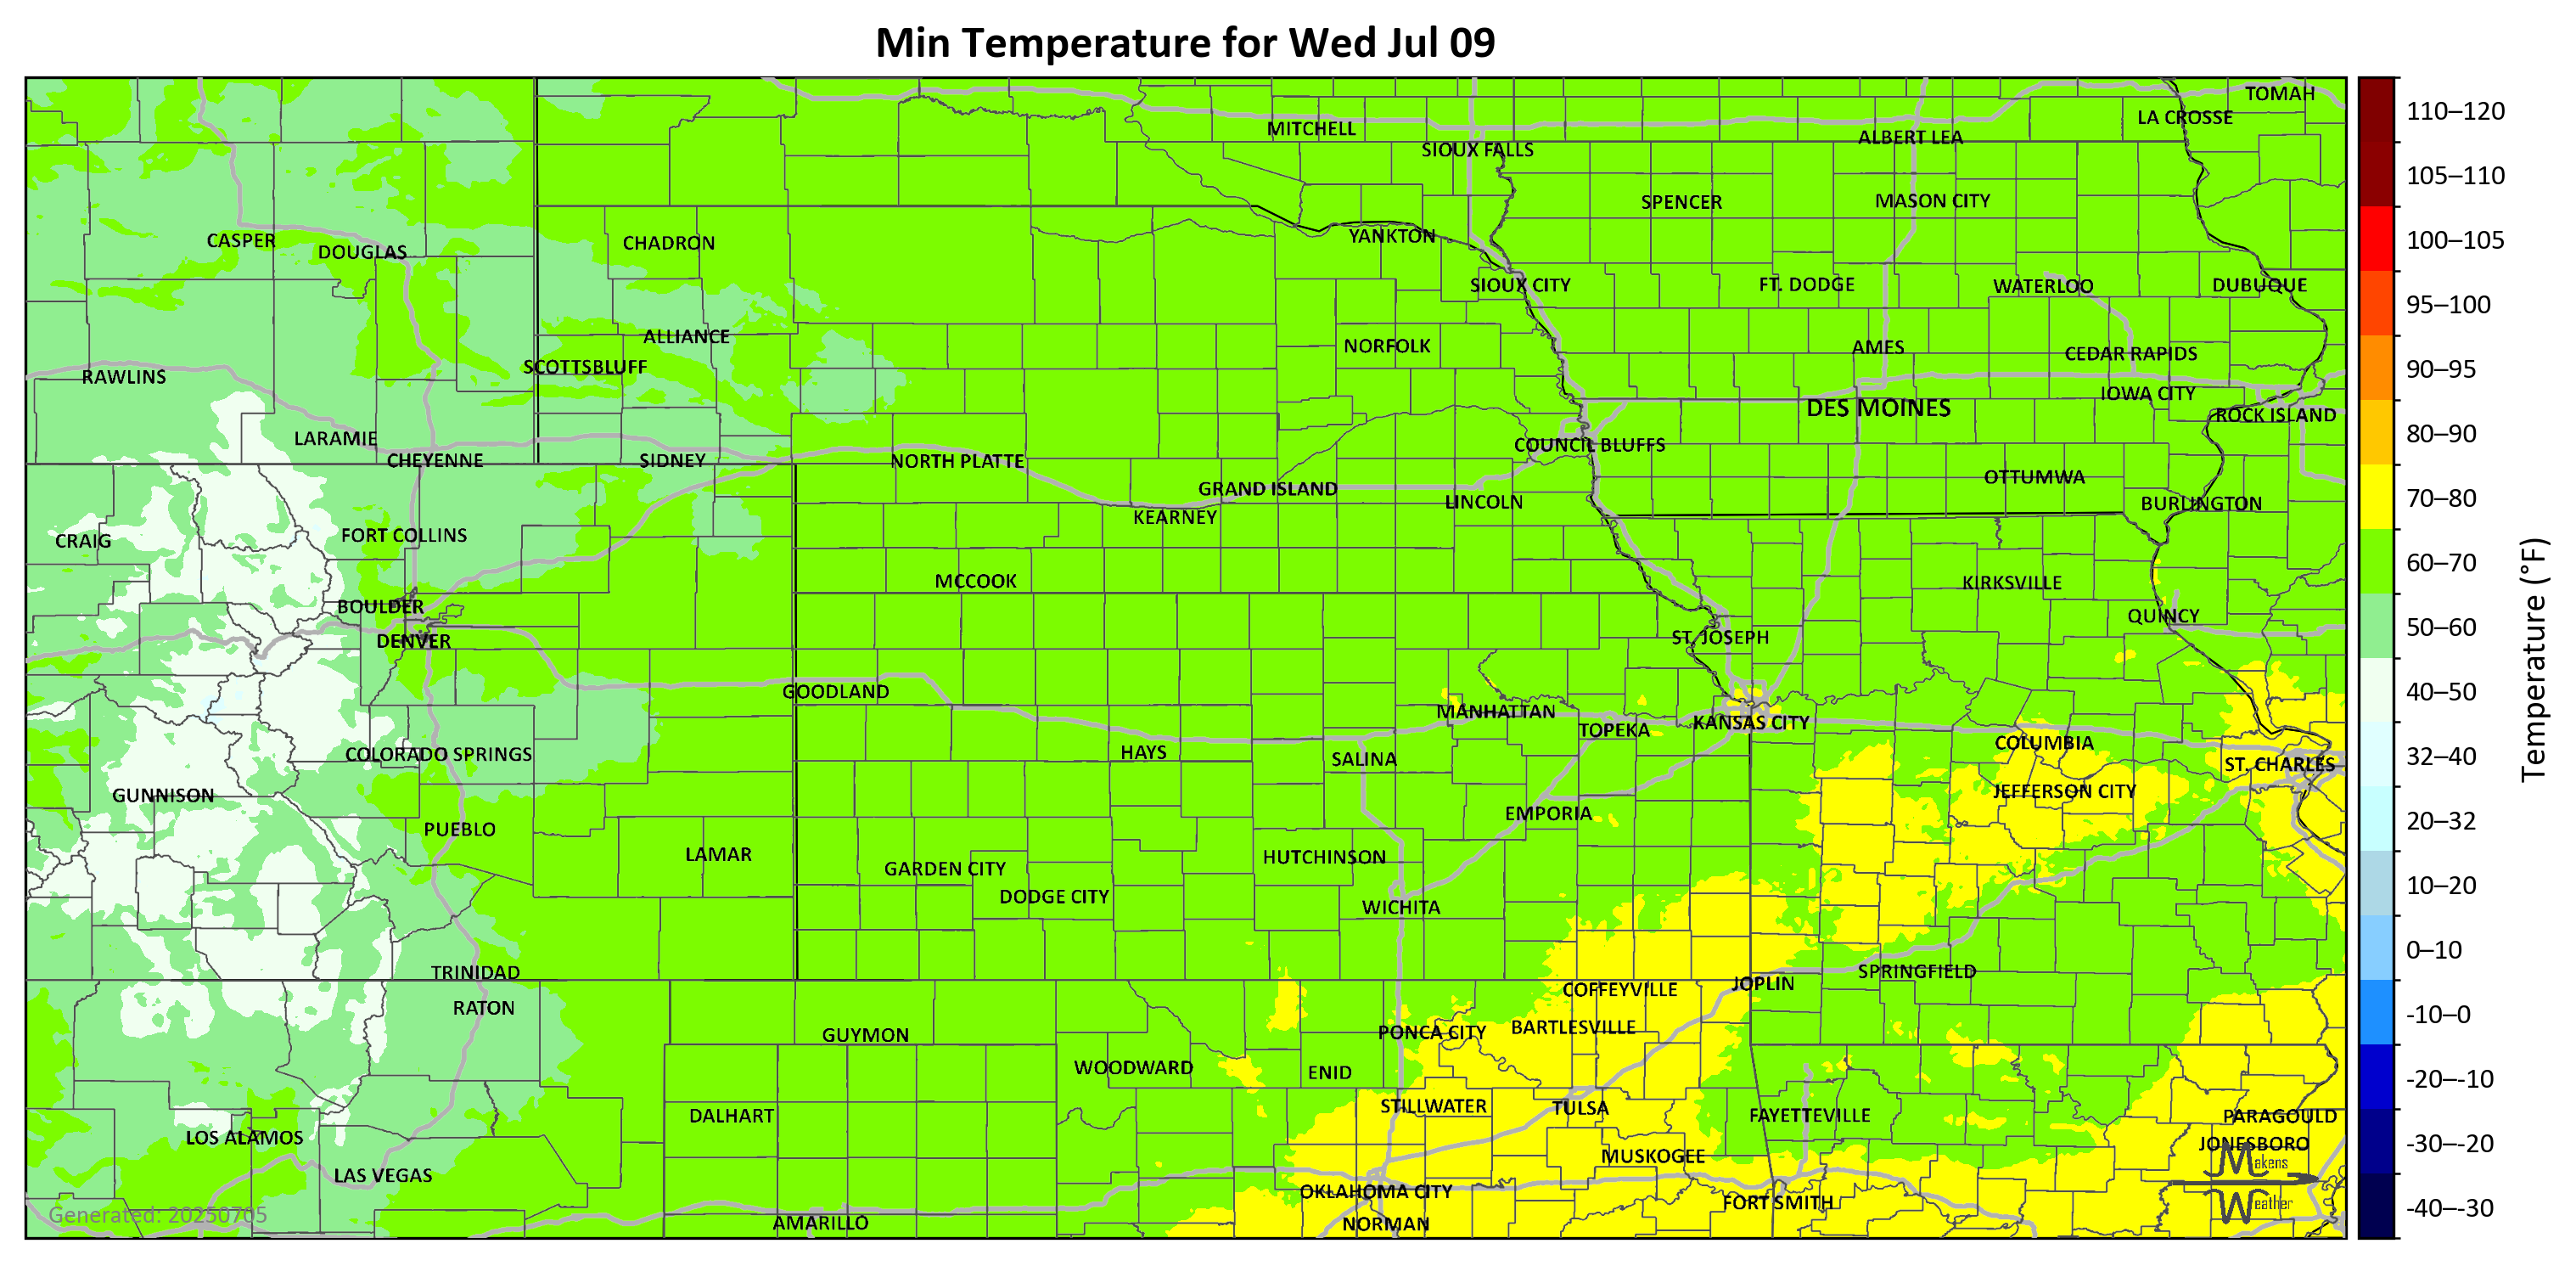 Min Temperature for Wed Jul 09
TOMAH
LA CROSSE
MITCHELL
ALBERT LEA
SIOUX FALLS
SPENCER
MASON CITY
CASPER
DOUGLAS
CHADRON
YANKTON
SIOUX CITY
FT. DODGE
WATERLOO
DUBUQUE
ALLIANCE
NORFOLK
AMES
CEDAR RAPIDS
SCOTTSBLUFF
RAWLINS
IOWA CITY
DES MOINES
ROCK ISLAND
LARAMIE
COUNCIL BLUFFS
CHEYENNE
SIDNEY
NORTH PLATTE
OTTUMWA
GRAND ISLAND
LINCOLN
BURLINGTON
KEARNEY
CRAIG
FORT COLLINS
MCCOOK
KIRKSVILLE
BOULDER
QUINCY
DENVER
ST. JOSEPH
GOODLAND
MANHATTAN
TOPEKA
KANSAS CITY
COLUMBIA
COLORADO SPRINGS
HAYS
SALINA
ST. CHARLES
GUNNISON
JEFFERSON CITY
EMPORIA
PUEBLO
LAMAR
HUTCHINSON
GARDEN CITY
DODGE CITY
WICHITA
TRINIDAD
SPRINGFIELD
JOPLIN
COFFEYVILLE
RATON
GUYMON
PONCA CITY
BARTLESVILLE
WOODWARD
ENID
STILLWATER
TULSA
DALHART
FAYETTEVILLE
PARAGOULD
LOS ALAMOS
JONESBORO
MUSKOGEE
LAS VEGAS
OKLAHOMA CITY
FORT SMITH
AMARILLO
NORMAN
Generated: 20250705
Makens
Weather
110–120
105–110
100–105
95–100
90–95
80–90
70–80
60–70
50–60
40–50
32–40
20–32
10–20
0–10
-10–0
-20–-10
-30–-20
-40–-30
Temperature (°F)